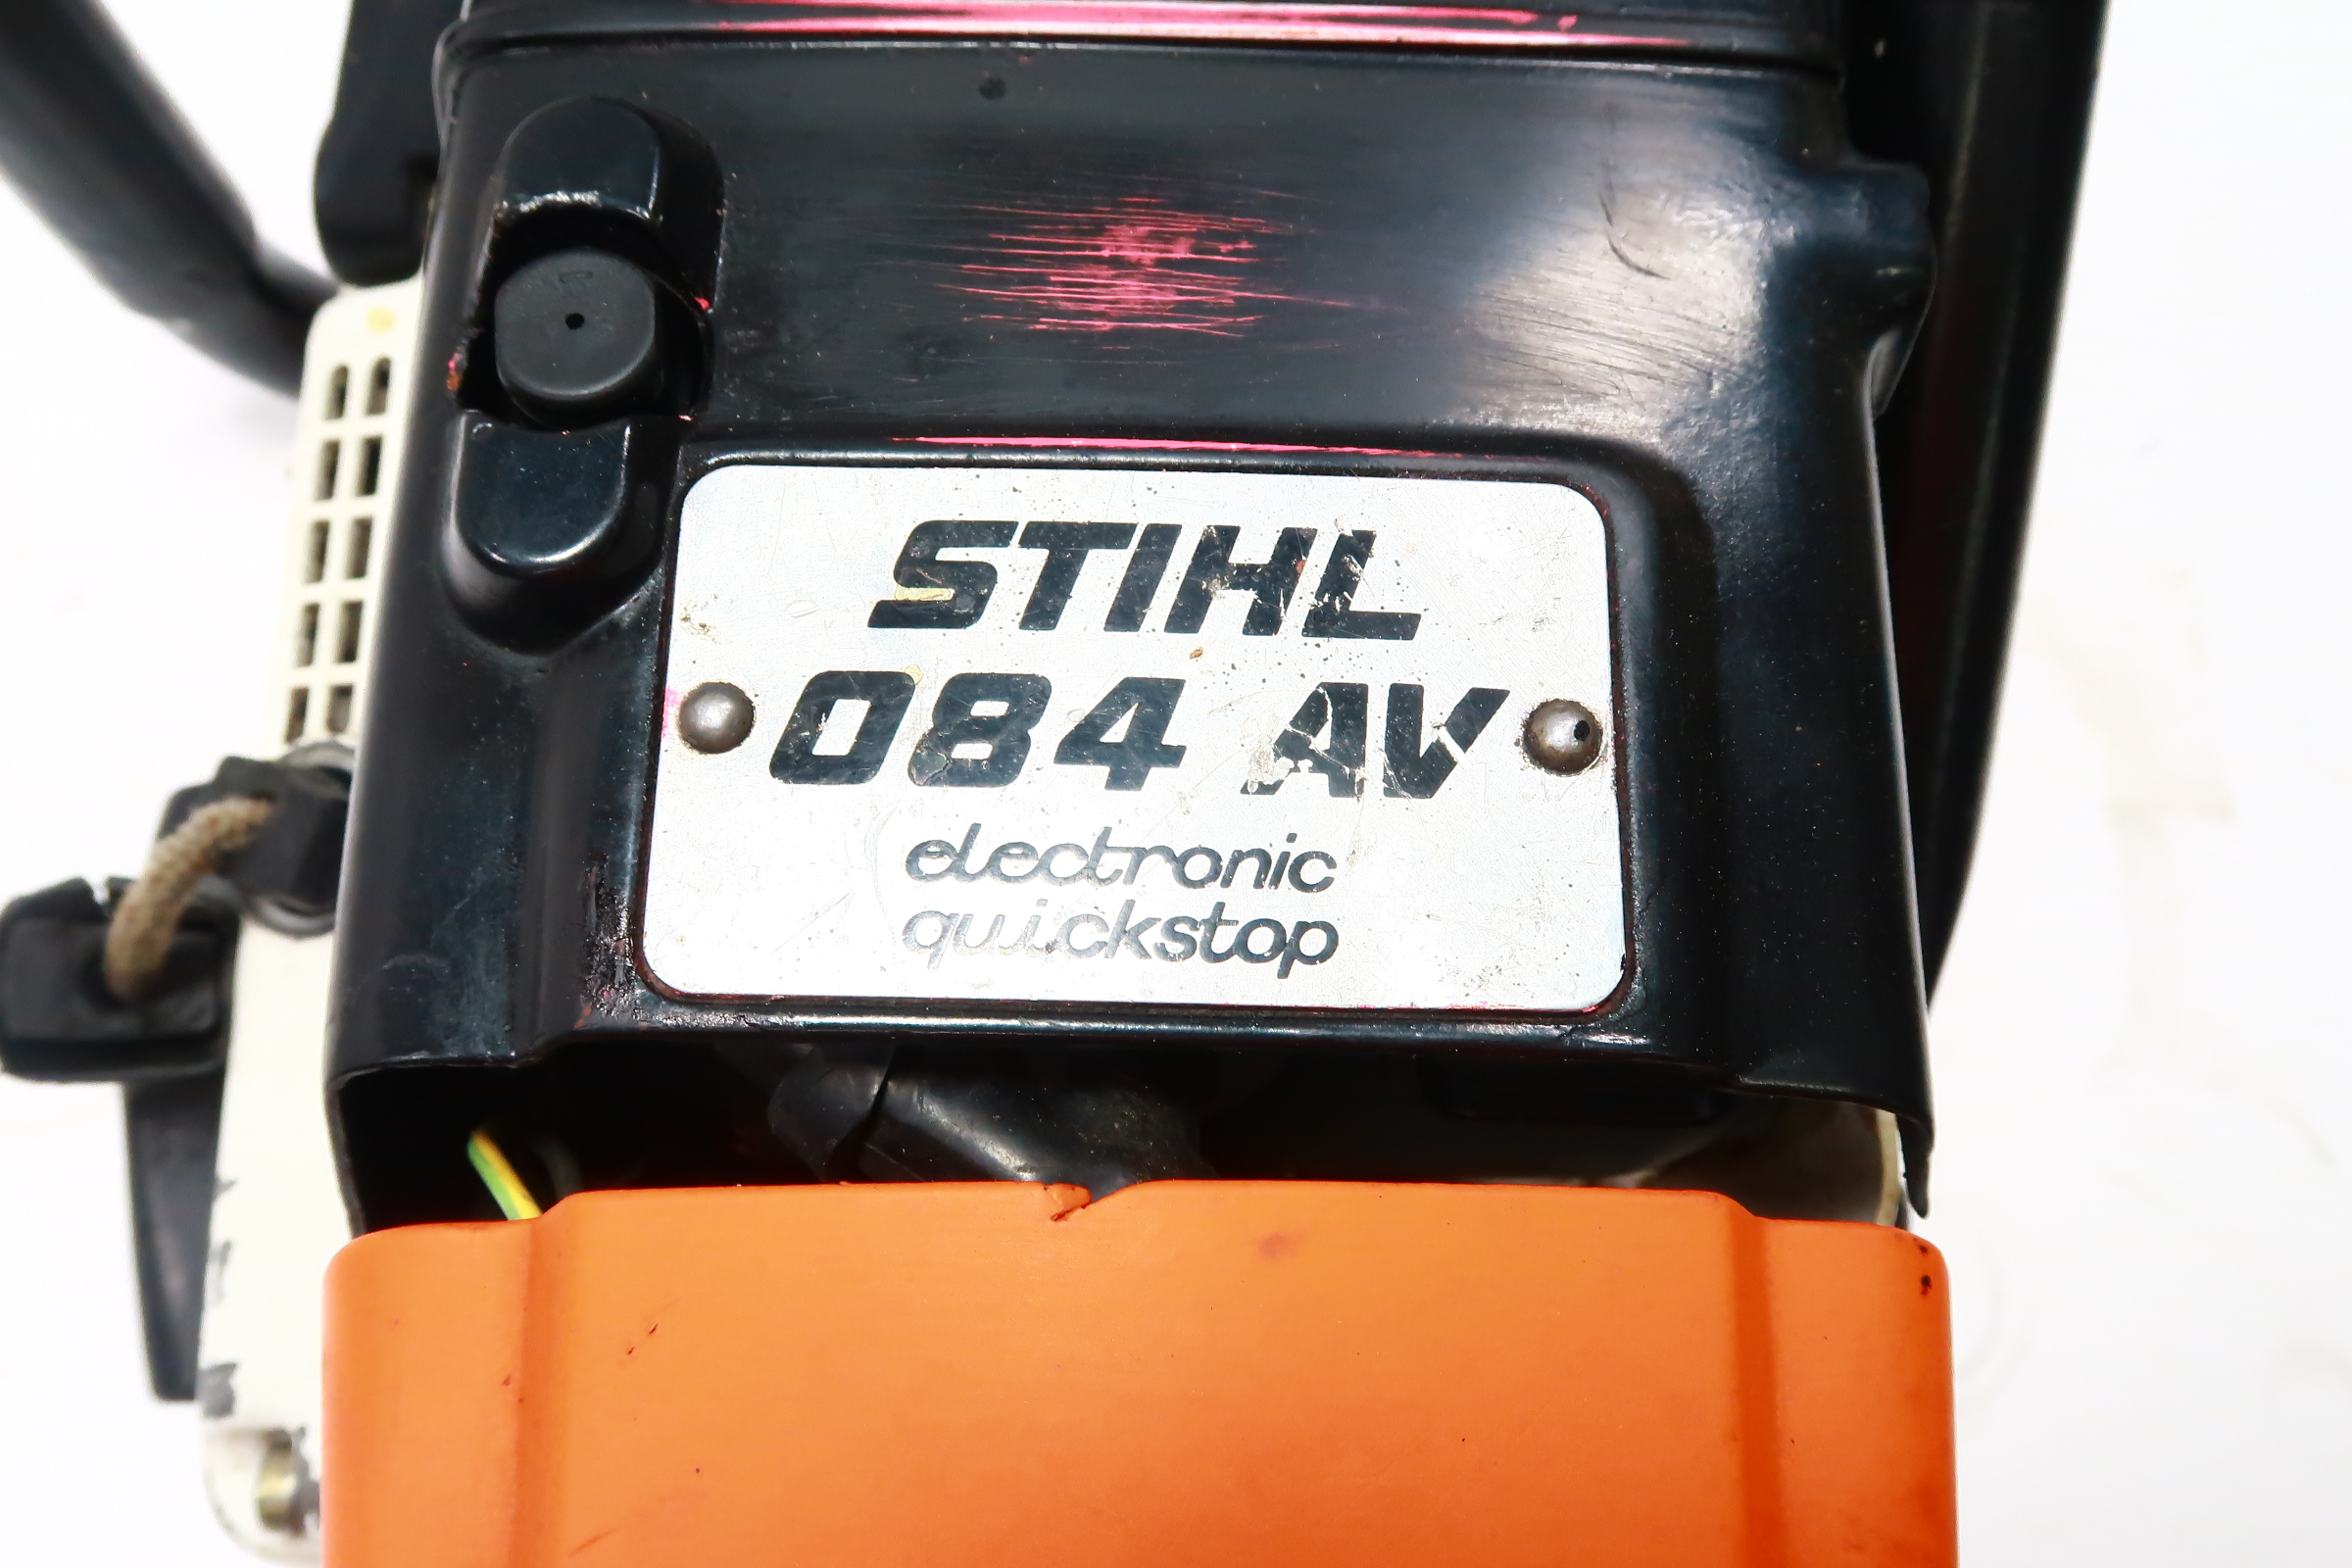 STIHL
084 AV
electronic
quickstop